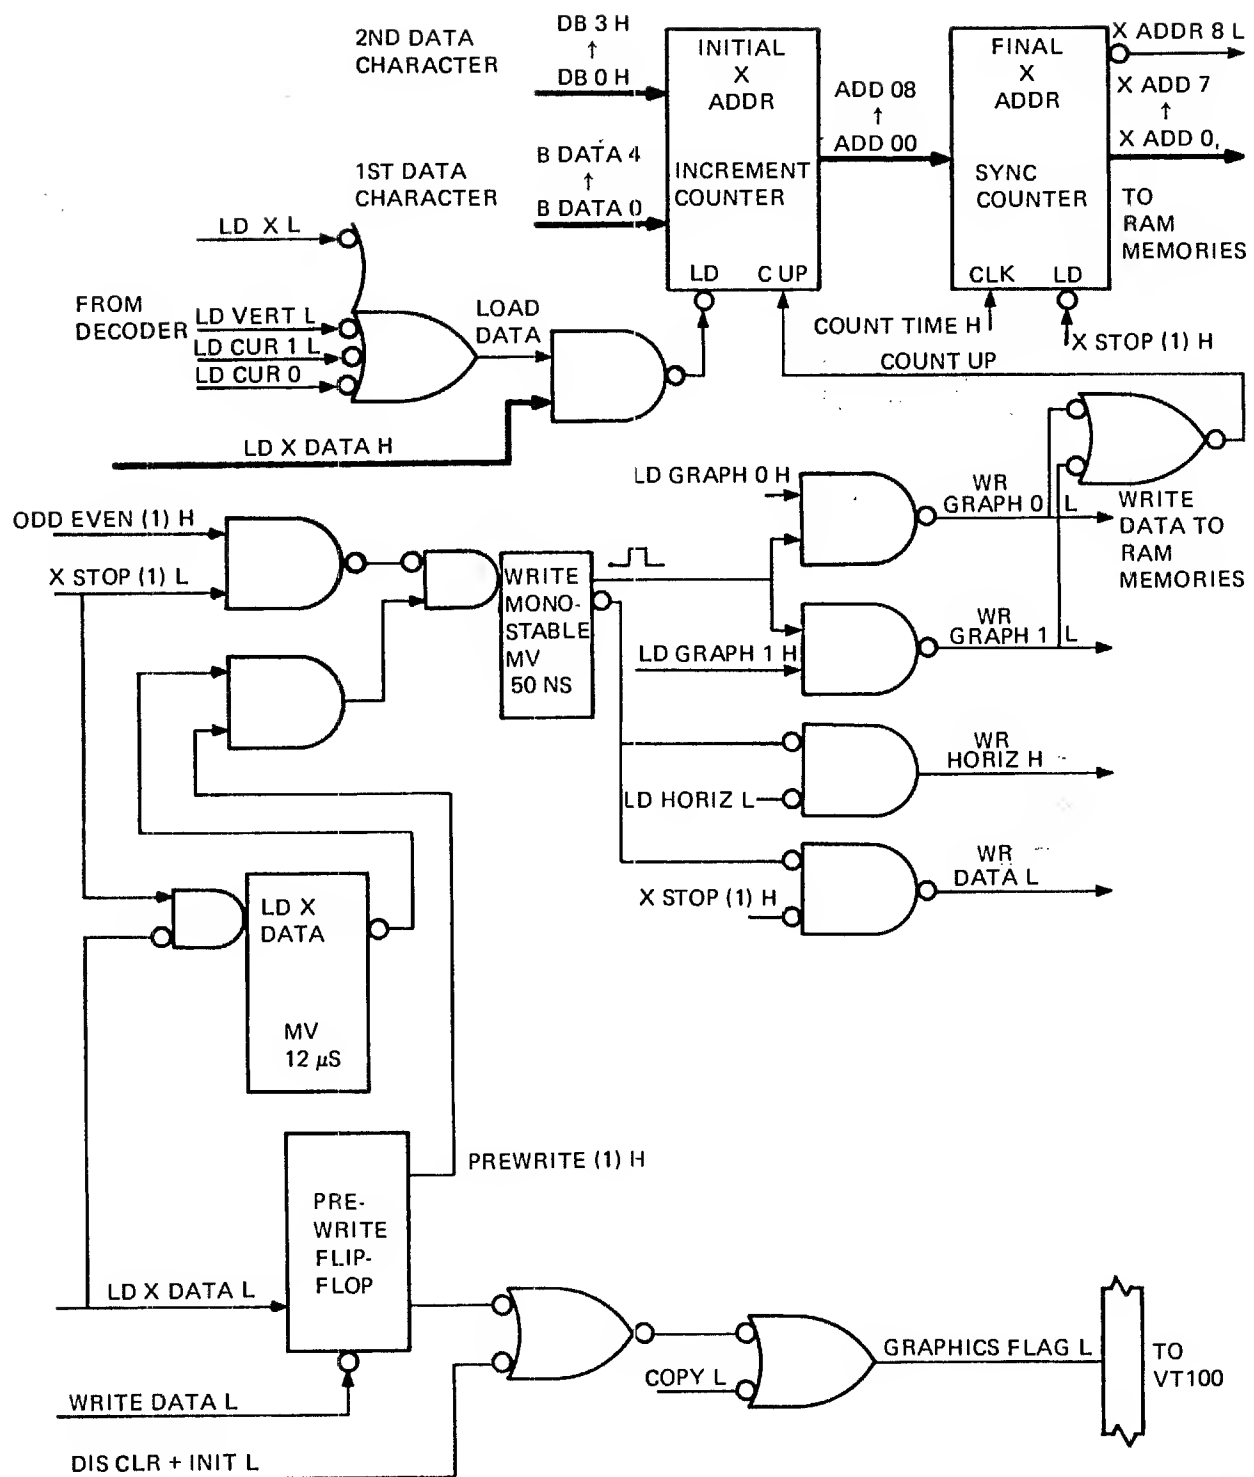 2ND DATA
CHARACTER
DB 3 H
↑
DB 0 H
1ST DATA
CHARACTER
B DATA 4
↑
B DATA 0
INITIAL
X
ADDR
INCREMENT
COUNTER
LD C UP
ADD 08
↑
ADD 00
FINAL
X
ADDR
SYNC
COUNTER
CLK LD
X ADDR 8 L
X ADD 7
↑
X ADD 0,
TO
RAM
MEMORIES
LD X L
FROM
DECODER
LD VERT L
LD CUR 1 L
LD CUR 0
LOAD
DATA
LD X DATA H
COUNT TIME H
X STOP (1) H
COUNT UP
ODD EVEN (1) H
X STOP (1) L
WRITE
MONO-
STABLE
MV
50 NS
LD GRAPH 0 H
LD GRAPH 1 H
WR
GRAPH 0 L
WRITE
DATA TO
RAM
MEMORIES
WR
GRAPH 1 L
LD HORIZ L
WR
HORIZ H
X STOP (1) H
WR
DATA L
LD X
DATA
MV
12 μS
PREWRITE (1) H
PRE-
WRITE
FLIP-
FLOP
LD X DATA L
WRITE DATA L
DIS CLR + INIT L
COPY L
GRAPHICS FLAG L
TO
VT100